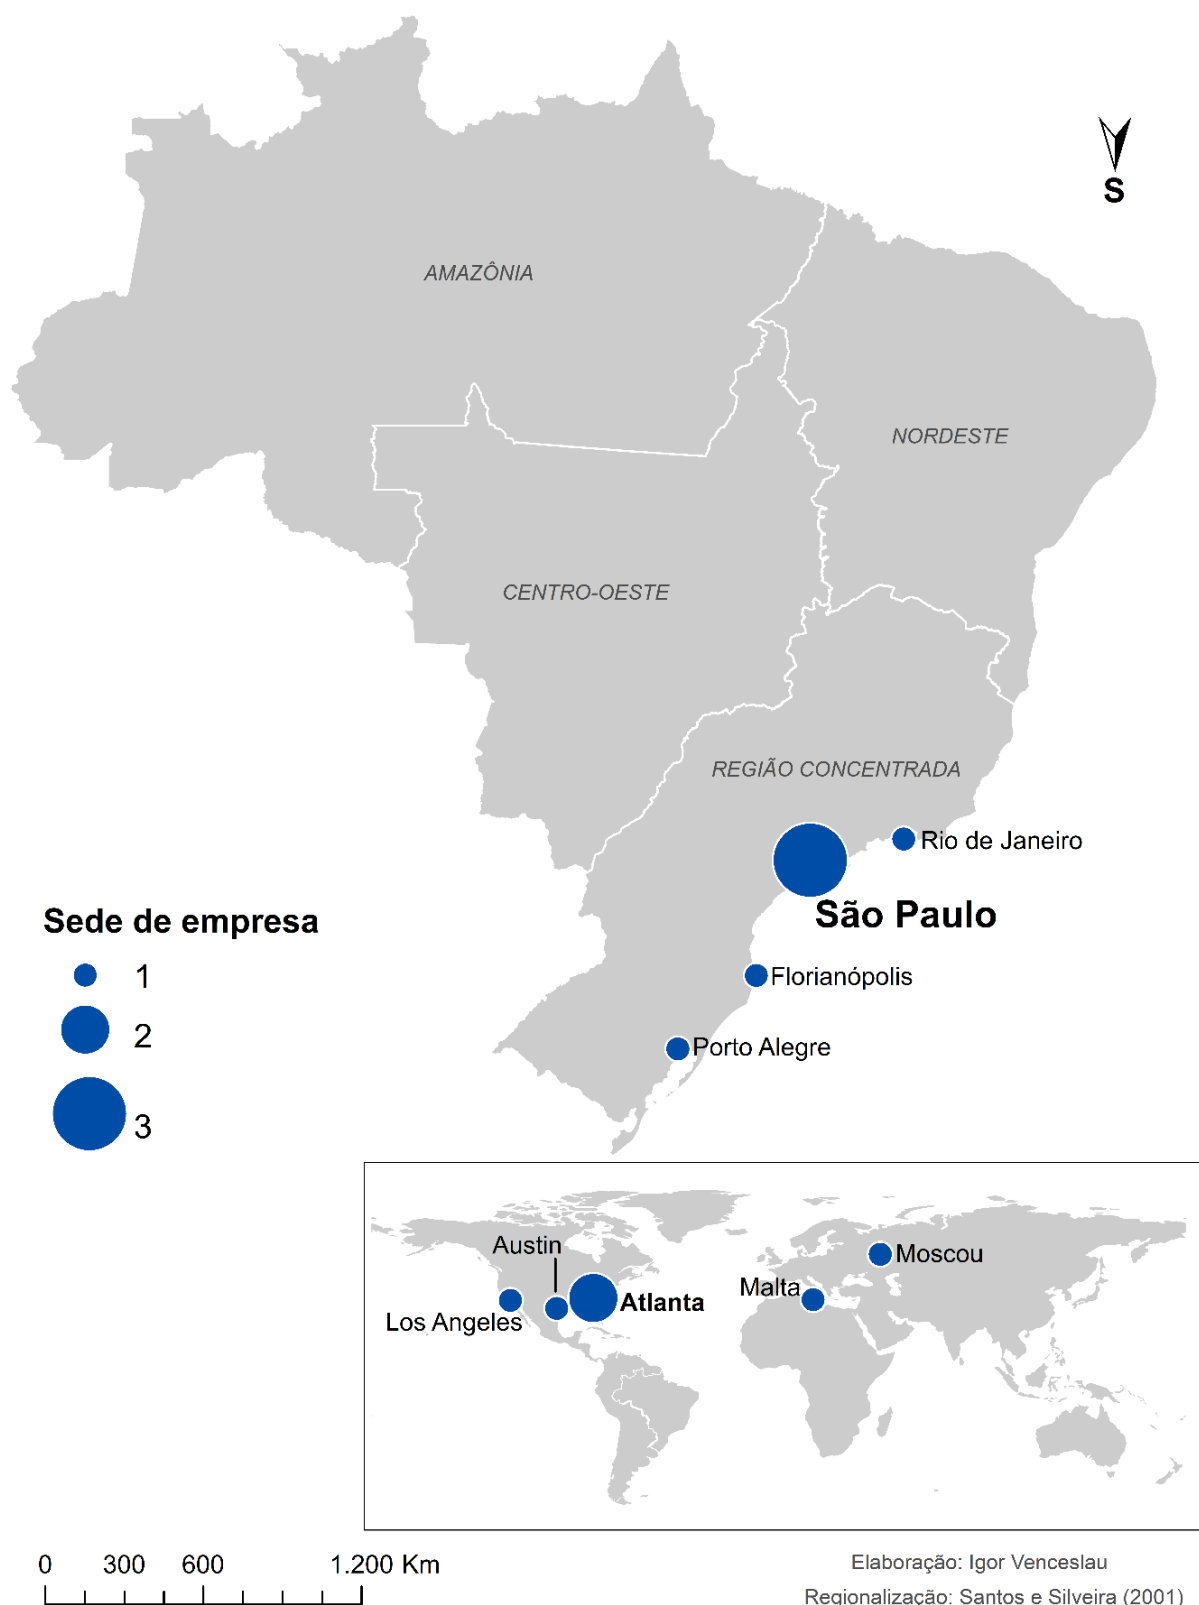 S
AMAZÔNIA
NORDESTE
CENTRO-OESTE
REGIÃO CONCENTRADA
Rio de Janeiro
São Paulo
Florianópolis
Porto Alegre
Sede de empresa
1
2
3
Austin
Moscou
Malta
Atlanta
Los Angeles
0 300 600 1.200 Km
Elaboração: Igor Venceslau
Regionalização: Santos e Silveira (2001)